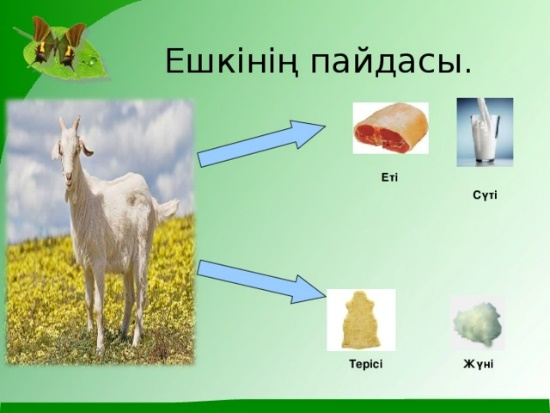 Ешкінің пайдасы.
Еті
Сүті
Терісі
Жүні